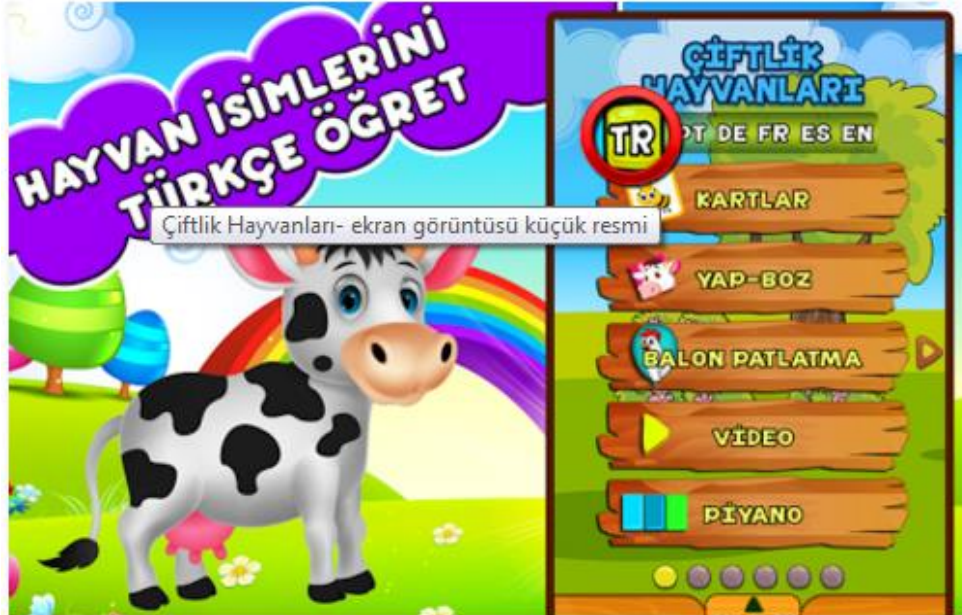 HAYVAN İSİMLERİNİ
TÜRKÇE ÖĞRET
Çiftlik Hayvanları- ekran görüntüsü küçük resmi
ÇİFTLİK
HAYVANLARI
TR PT DE FR ES EN
KARTLAR
YAP-BOZ
BALON PATLATMA
VİDEO
PİYANO